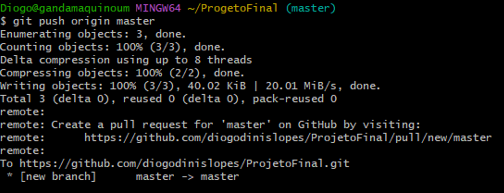 Diogo@gandamaquinoum MINGW64 ~/ProgetoFinal (master)
$ git push origin master
Enumerating objects: 3, done.
Counting objects: 100% (3/3), done.
Delta compression using up to 8 threads
Compressing objects: 100% (2/2), done.
Writing objects: 100% (3/3), 40.02 KiB | 20.01 MiB/s, done.
Total 3 (delta 0), reused 0 (delta 0), pack-reused 0
remote:
remote: Create a pull request for 'master' on GitHub by visiting:
remote:      https://github.com/diogodinislopes/ProjetoFinal/pull/new/master
remote:
To https://github.com/diogodinislopes/ProjetoFinal.git
 * [new branch]      master -> master